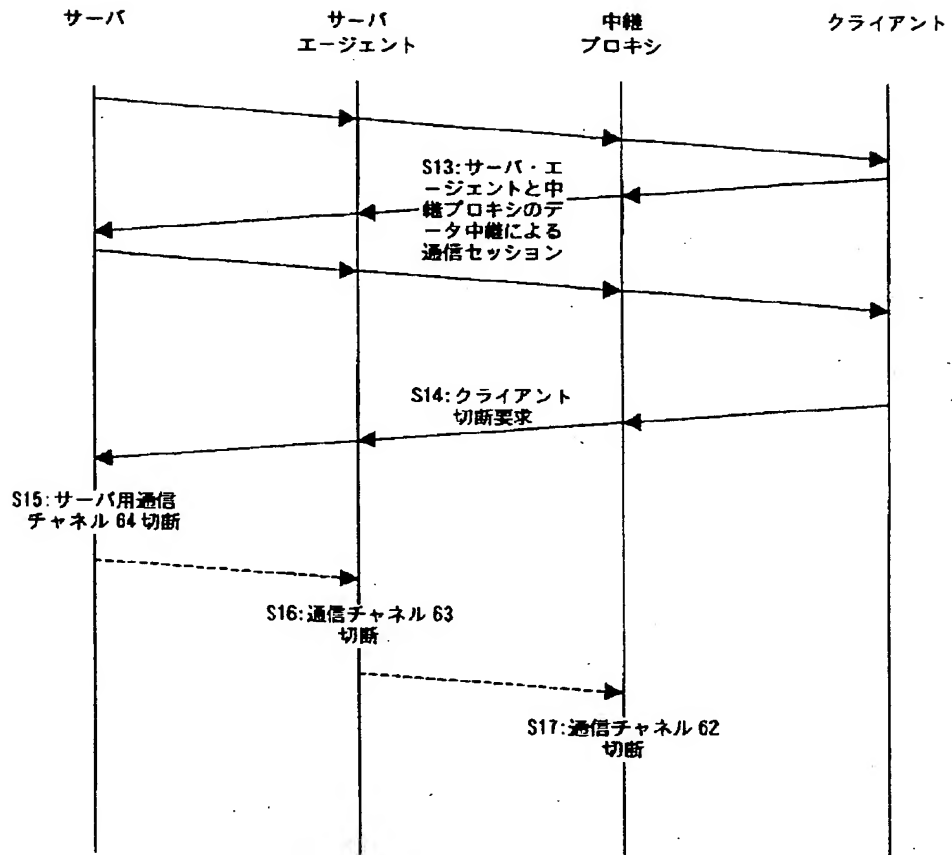 サーバ
サーバ
エージェント
中継
プロキシ
クライアント
S13:サーバ・エ
ージェントと中
継プロキシのデ
ータ中継による
通信セッション
S14:クライアント
切断要求
S15:サーバ用通信
チャネル 64 切断
S16:通信チャネル 63
切断
S17:通信チャネル 62
切断